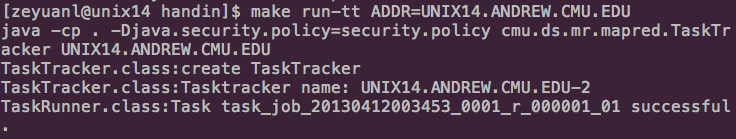 [zeyuanl@unix14 handin]$ make run-tt ADDR=UNIX14.ANDREW.CMU.EDU
java -cp . -Djava.security.policy=security.policy cmu.ds.mr.mapred.TaskTr
acker UNIX14.ANDREW.CMU.EDU
TaskTracker.class:create TaskTracker
TaskTracker.class:Tasktracker name: UNIX14.ANDREW.CMU.EDU-2
TaskRunner.class:Task task_job_20130412003453_0001_r_000001_01 successful
.